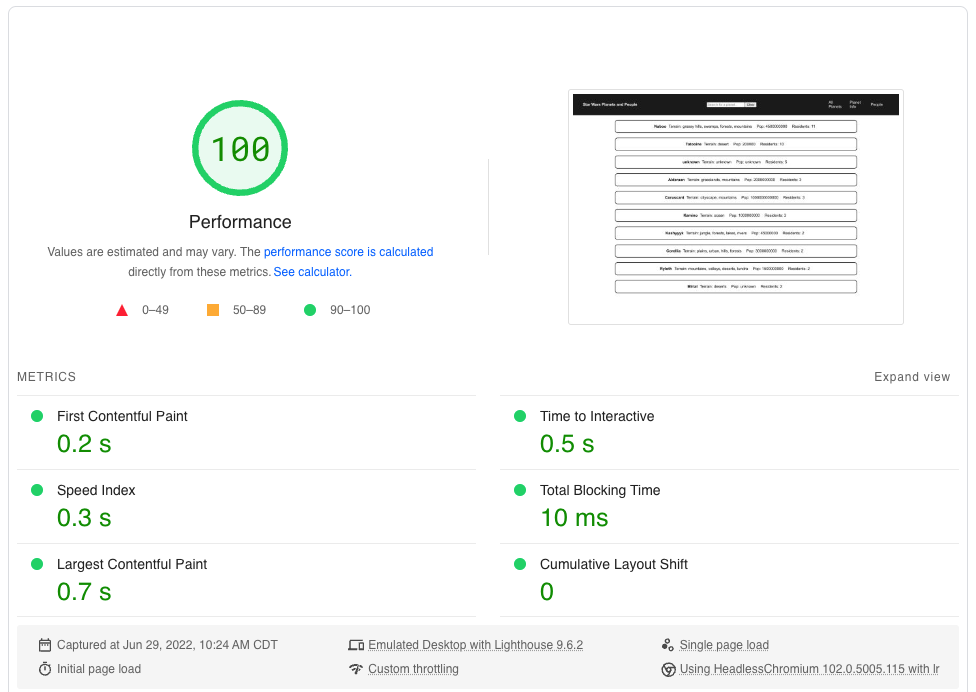 100
Performance
Values are estimated and may vary. The performance score is calculated
directly from these metrics. See calculator.
0–49
50–89
90–100
Star Wars Planets and People
Clear
All Planets
Planet Info
People
Naboo Terrain: grassy hills, swamps, forests, mountains Pop: 4500000000 Residents: 11
Tatooine Terrain: desert Pop: 200000 Residents: 10
unknown Terrain: unknown Pop: unknown Residents:
Alderaan Terrain: grasslands, mountains Pop: 2000000000 Residents: 3
Coruscant Terrain: cityscape, mountains Pop: 1000000000000 Residents: 3
Kamino Terrain: ocean Pop: 1000000000 Residents:
Kashyyyk Terrain: jungle, forests, lakes, rivers Pop: 45000000 Residents: 2
Corellia Terrain: plains, urban, hills, forests Pop: 3000000000 Residents: 2
Ryloth Terrain: mountains, valleys, deserts, tundra Pop: 1500000000 Residents: 2
Terrain: deserts Pop: unknown Residents:
METRICS
Expand view
First Contentful Paint
0.2 s
Time to Interactive
0.5 s
Speed Index
0.3 s
Total Blocking Time
10 ms
Largest Contentful Paint
0.7 s
Cumulative Layout Shift
0
Captured at Jun 29, 2022, 10:24 AM CDT
Emulated Desktop with Lighthouse 9.6.2
Single page load
Initial page load
Custom throttling
Using HeadlessChromium 102.0.5005.115 with lr